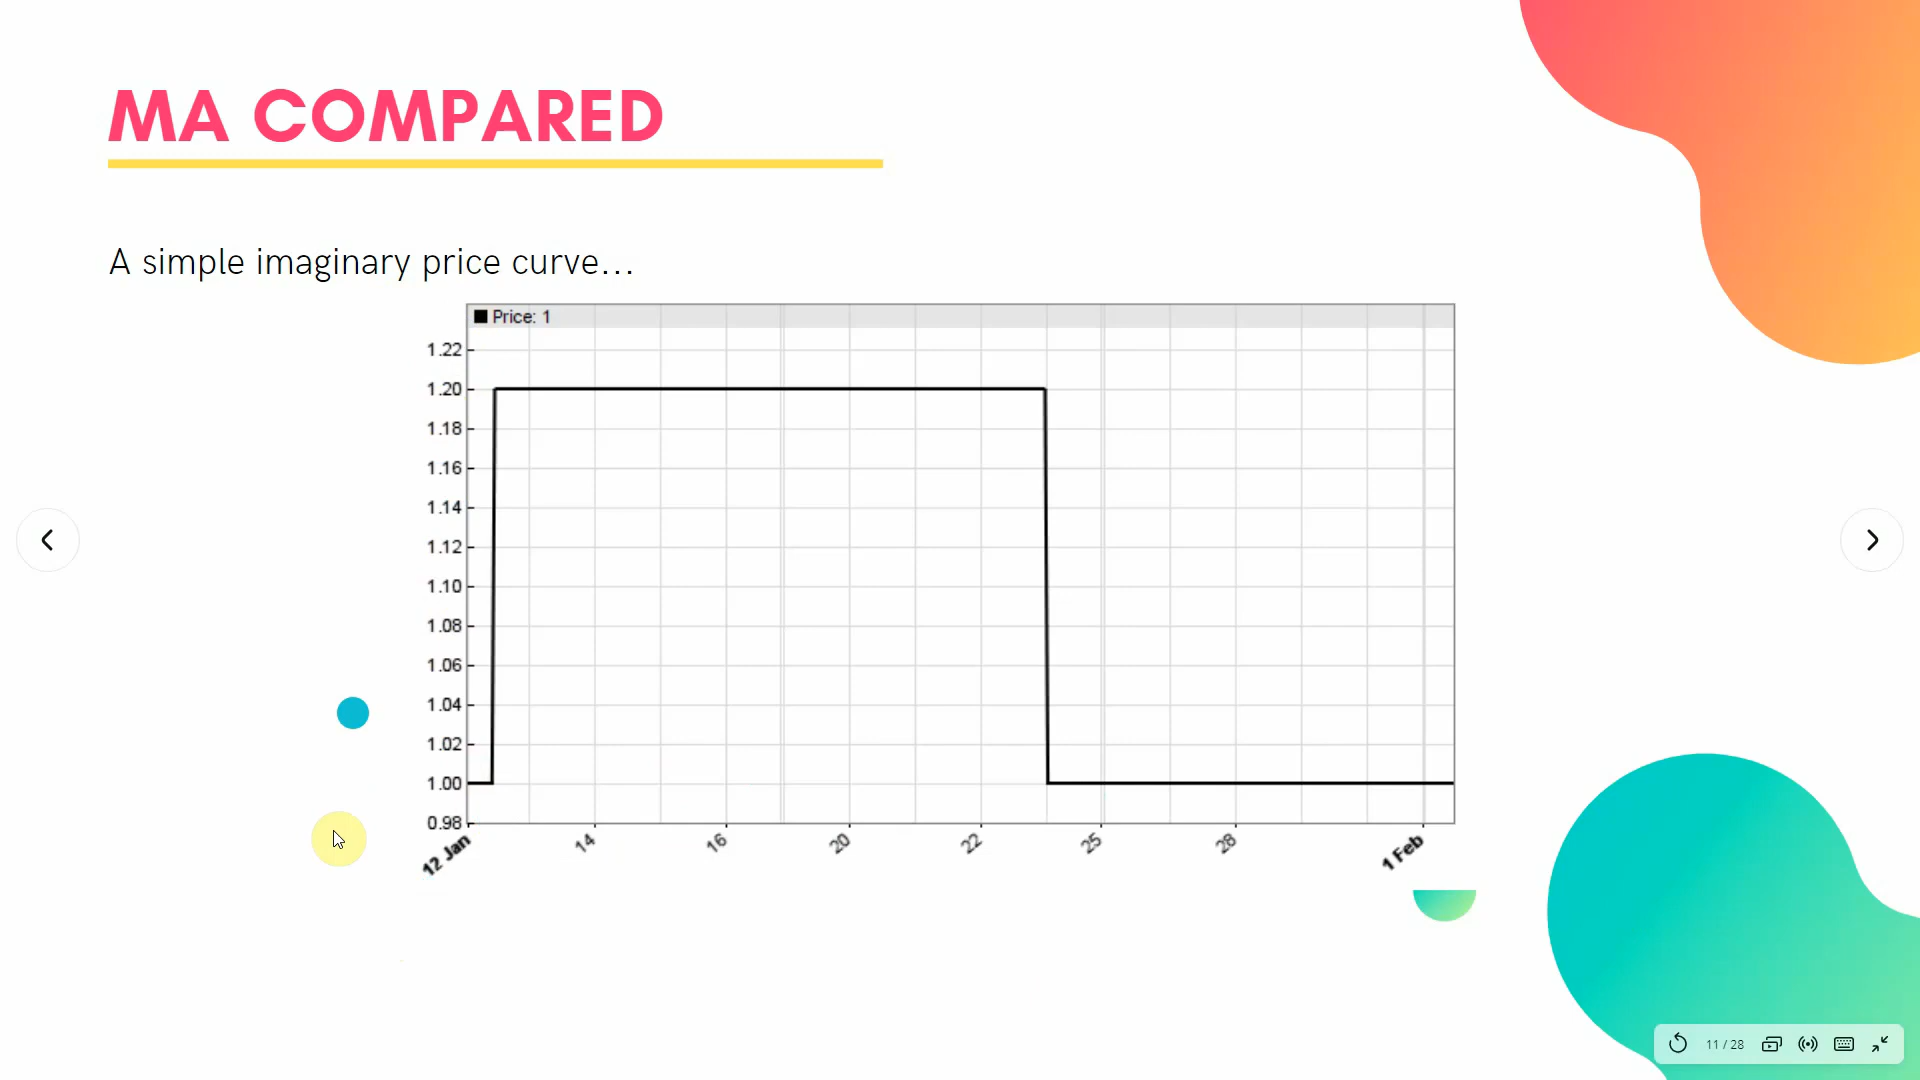 MA COMPARED
A simple imaginary price curve...
Price: 1
1.22
1.20
1.18
1.16
1.14
1.12
1.10
1.08
1.06
1.04
1.02
1.00
0.98
12 Jan 14 16 20 22 25 28 1 Feb
11 / 28